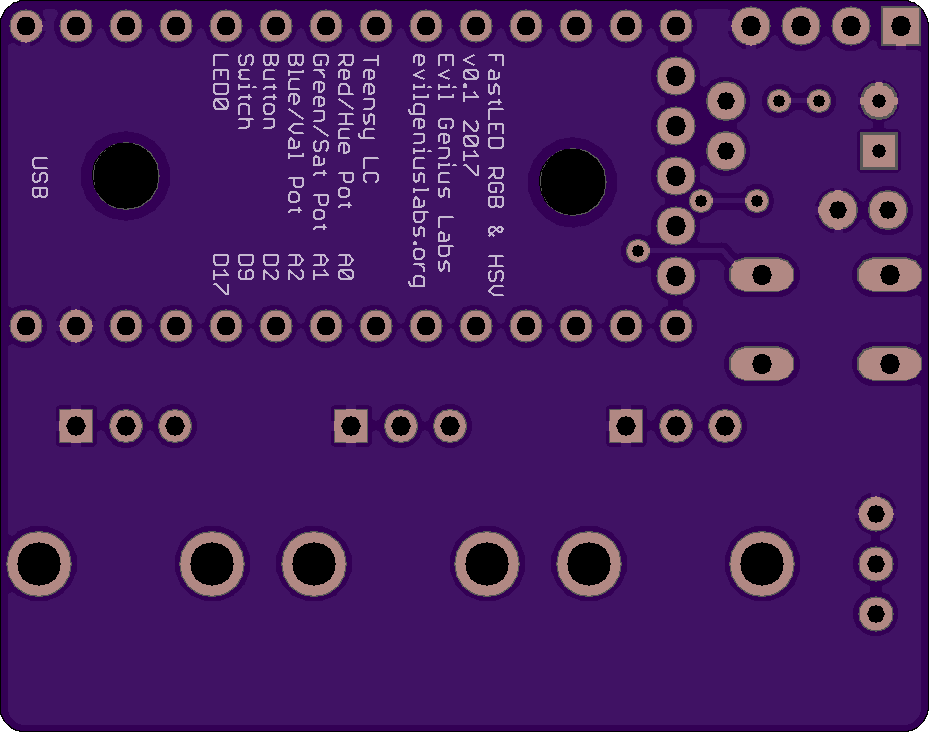 FastLED RGB & HSV
v0.1 2017
Evil Genius Labs
evilgeniuslabs.org
Teensy LC
Red/Hue Pot A0
Green/Sat Pot A1
Blue/Val Pot A2
Button D2
Switch D9
LED0 D17
USB